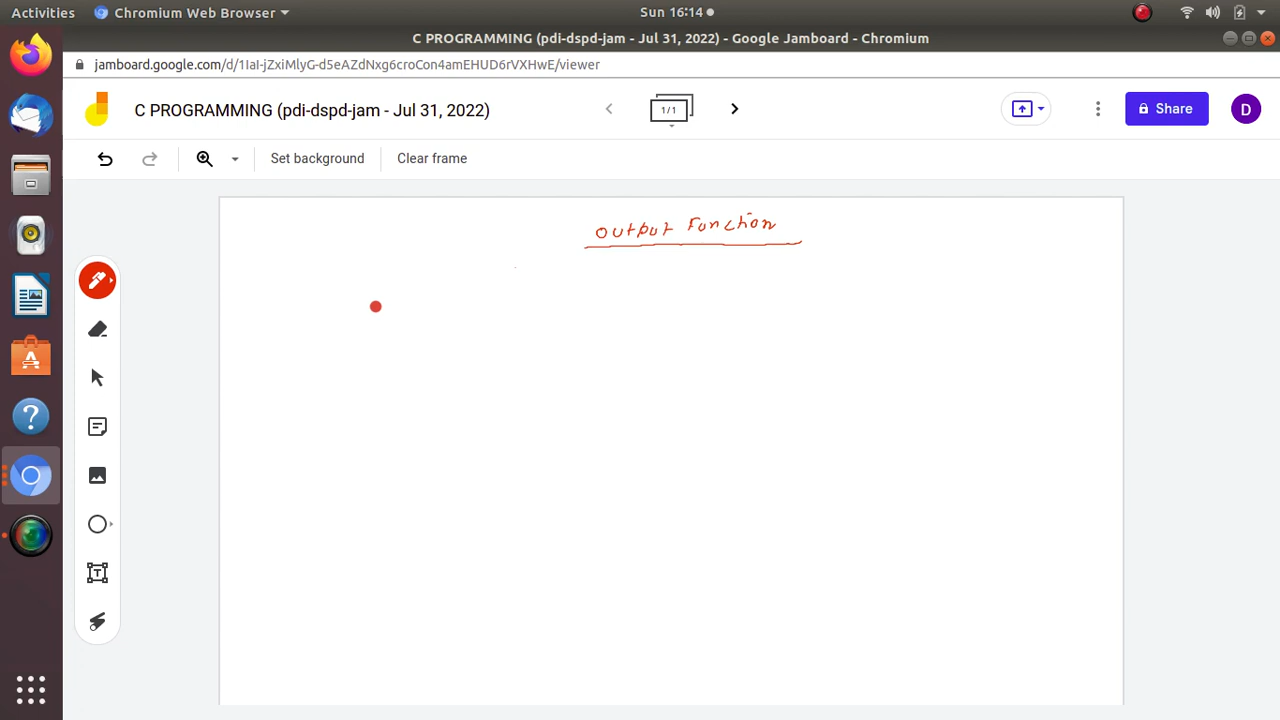 Activities Chromium Web Browser Sun 16:14
C PROGRAMMING (pdi-dspd-jam - Jul 31, 2022) - Google Jamboard - Chromium
jamboard.google.com/d/1IaI-jZxiMlyG-d5eAZdNxg6croCon4amEHUD6rVXHwE/viewer
C PROGRAMMING (pdi-dspd-jam - Jul 31, 2022) 1/1 Share D
Set background Clear frame
output Function